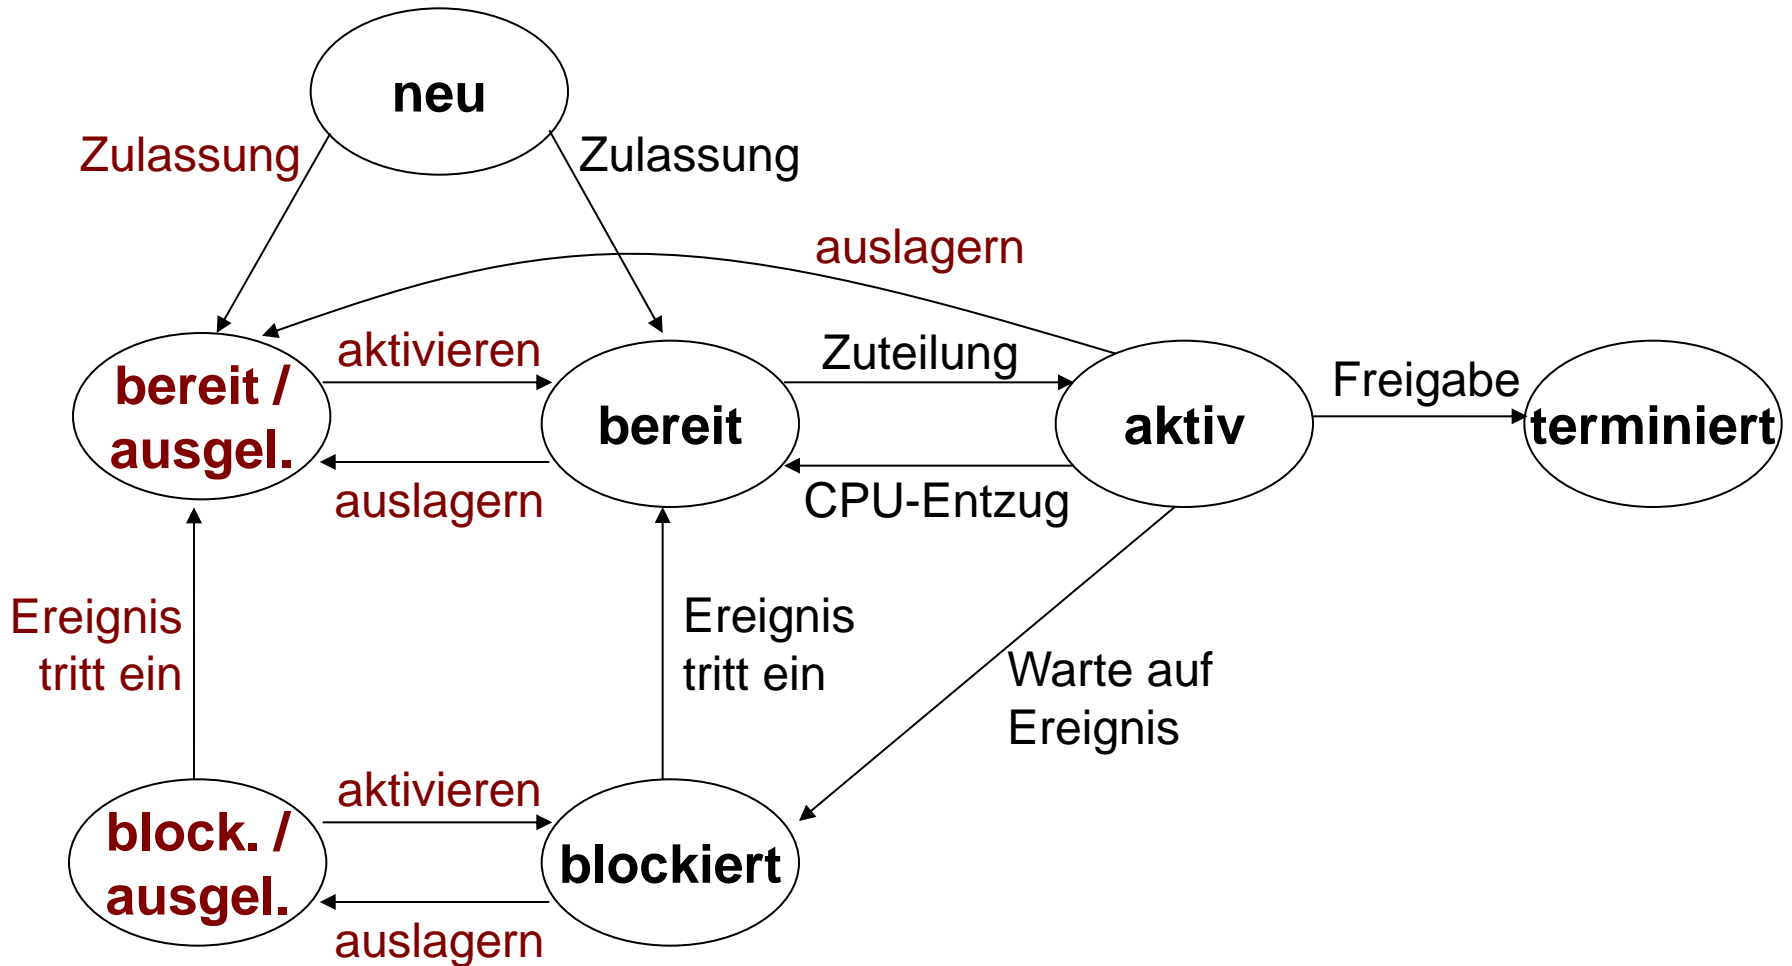 neu
Zulassung
Zulassung
auslagern
aktivieren
Zuteilung
Freigabe
bereit /
ausgel.
bereit
aktiv
terminiert
auslagern
CPU-Entzug
Ereignis
tritt ein
Ereignis
tritt ein
Warte auf
Ereignis
aktivieren
block. /
ausgel.
blockiert
auslagern